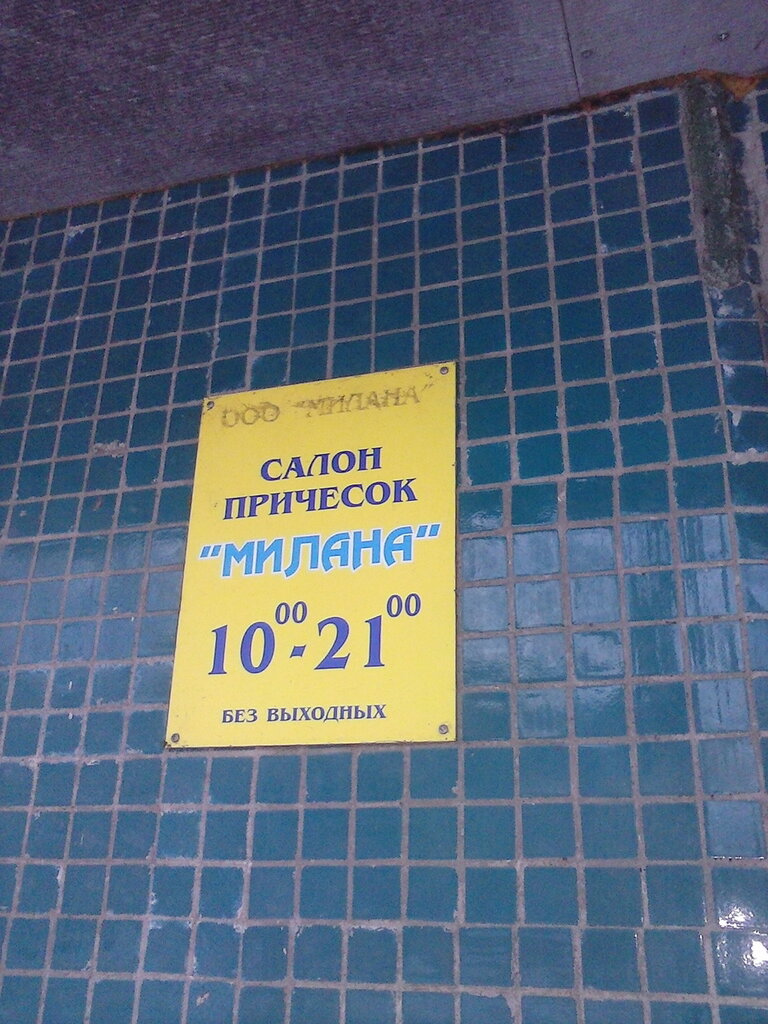 ООО "МИЛАНА"
САЛОН
ПРИЧЕСОК
"МИЛАНА"
10⁰⁰-21⁰⁰
БЕЗ ВЫХОДНЫХ